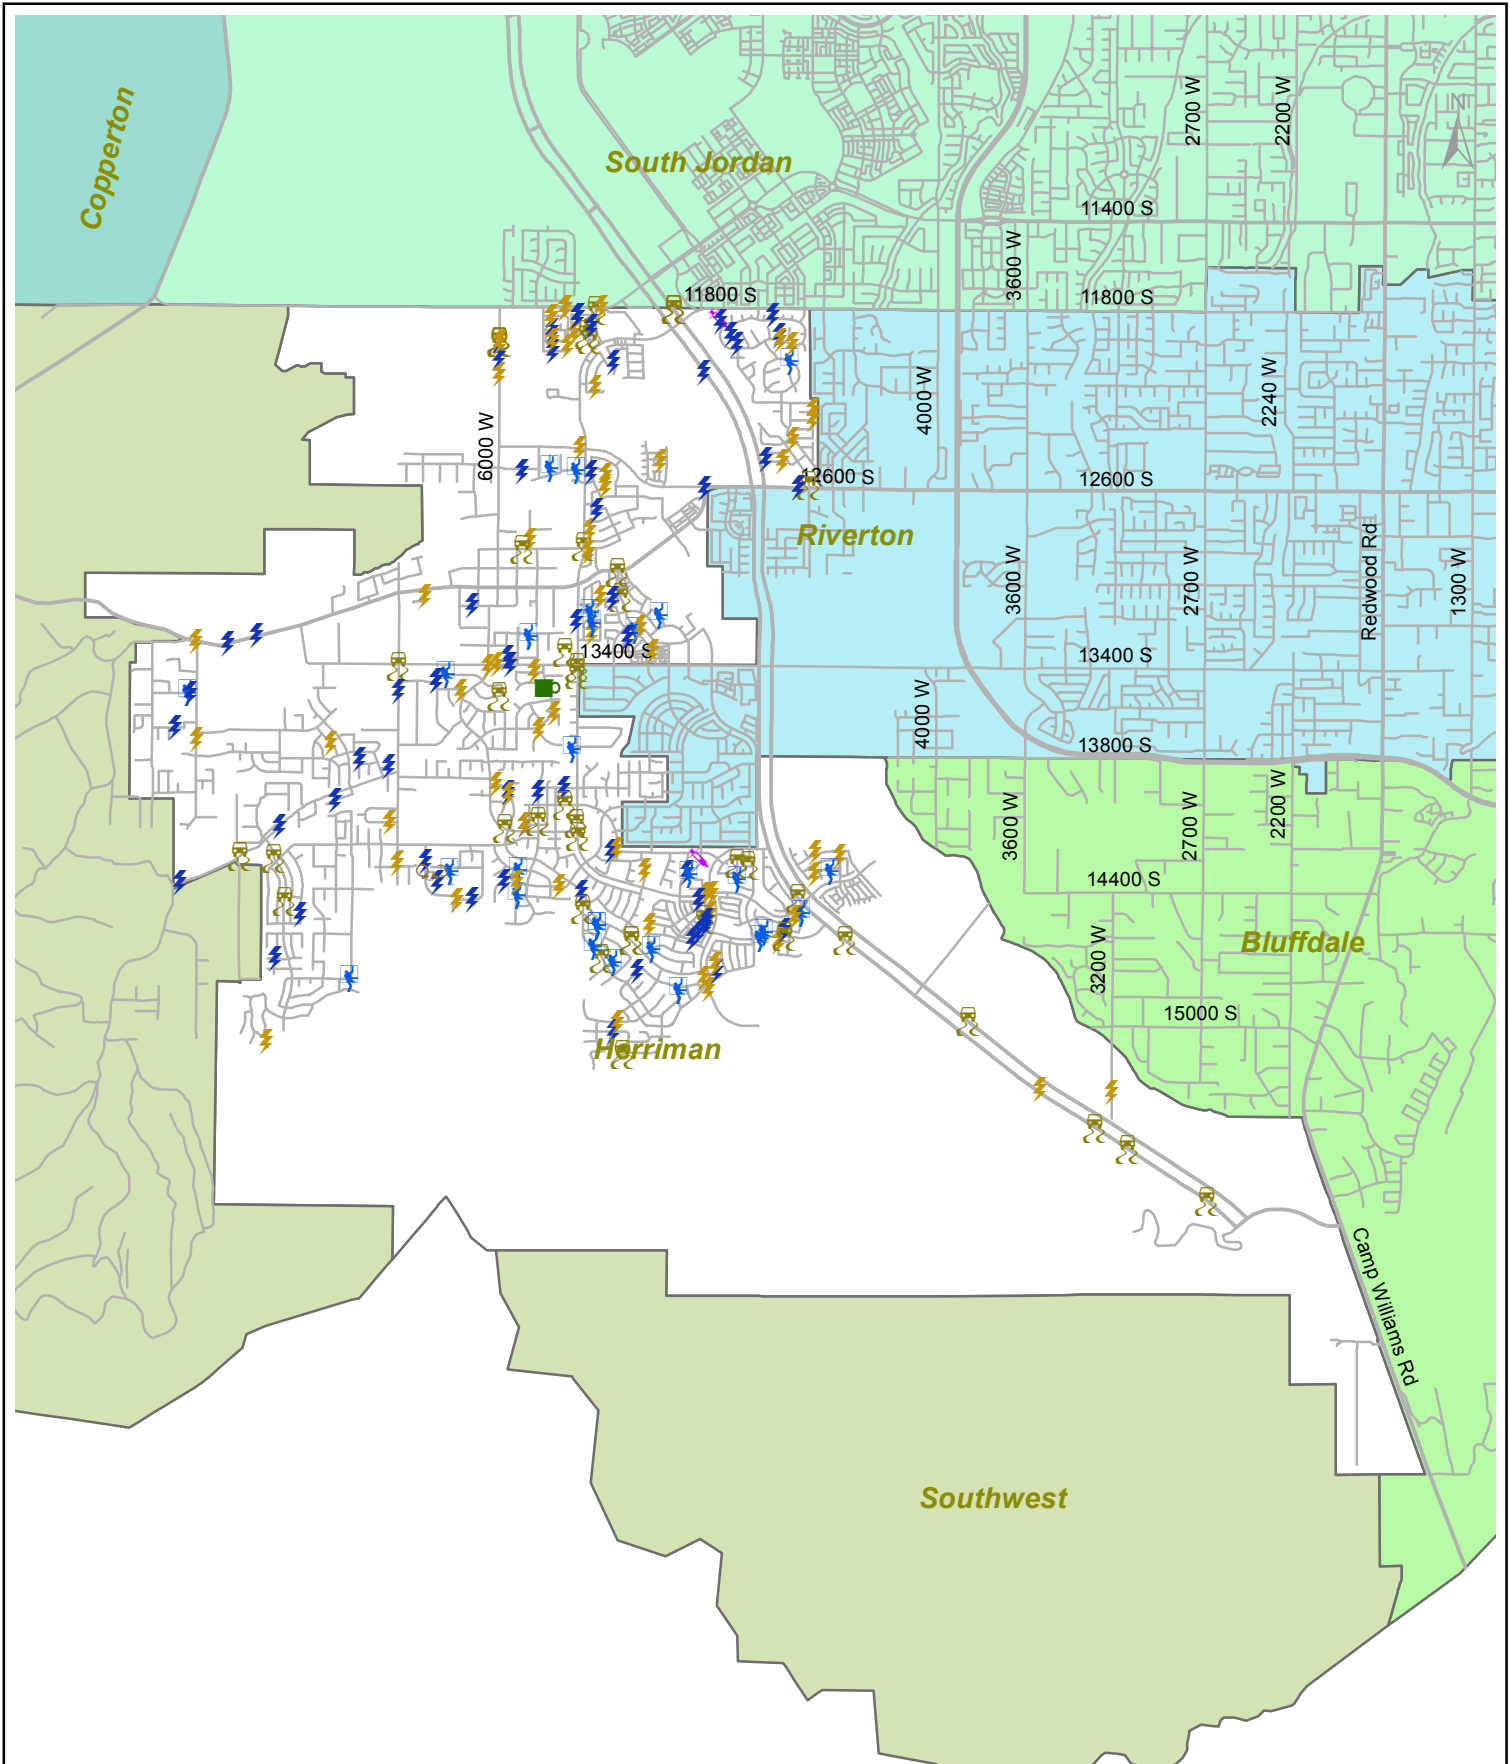 N
2700 W
2200 W
Copperton
South Jordan
11400 S
3600 W
11800 S
11800 S
4000 W
2240 W
6000 W
12600 S
12600 S
Riverton
Redwood Rd
3600 W
2700 W
1300 W
13400 S
13400 S
4000 W
13800 S
3600 W
2700 W
2200 W
14400 S
Bluffdale
3200 W
15000 S
Herriman
Camp Williams Rd
Southwest